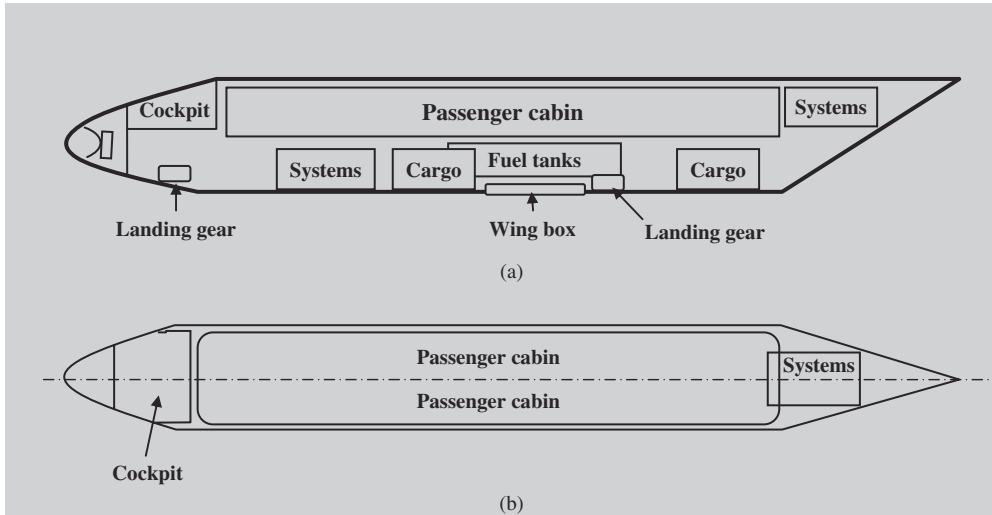 Cockpit
Passenger cabin
Systems
Systems
Cargo
Fuel tanks
Cargo
Landing gear
Wing box
Landing gear
(a)
Passenger cabin
Systems
Passenger cabin
Cockpit
(b)